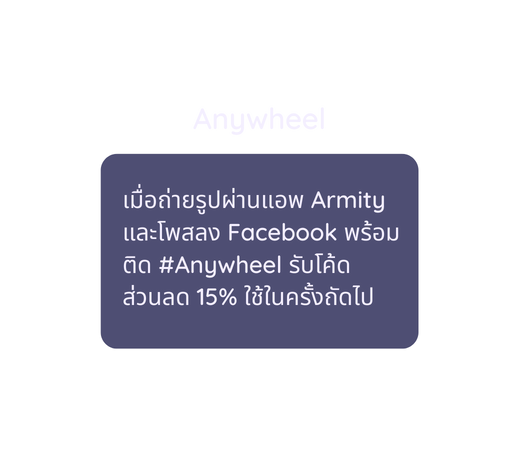 Anywheel
เมื่อถ่ายรูปผ่านแอพ Armity
และโพสลง Facebook พร้อม
ติด #Anywheel รับโค้ด
ส่วนลด 15% ใช้ในครั้งถัดไป